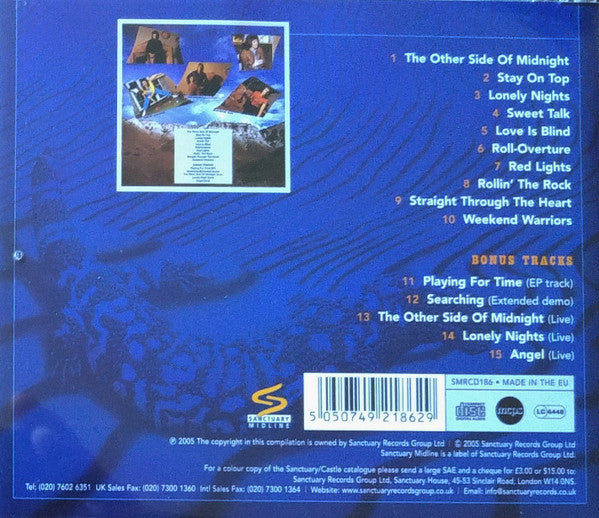 1 The Other Side Of Midnight
2 Stay On Top
3 Lonely Nights
4 Sweet Talk
5 Love Is Blind
6 Roll-Overture
7 Red Lights
8 Rollin' The Rock
9 Straight Through The Heart
10 Weekend Warriors
BONUS TRACKS
11 Playing For Time (EP track)
12 Searching (Extended demo)
13 The Other Side Of Midnight (Live)
14 Lonely Nights (Live)
15 Angel (Live)
SANCTUARY
MIDLINE
5 050749 218629
SMRCD186 • MADE IN THE EU
COMPACT
disc
DIGITAL AUDIO
mcps
LC 6448
℗ 2005 The copyright in this compilation is owned by Sanctuary Records Group Ltd | © 2005 Sanctuary Records Group Ltd
Sanctuary Midline is a label of Sanctuary Records Group Ltd.
For a colour copy of the Sanctuary/Castle catalogue please send a large SAE and a cheque for £3.00 or $15.00 to:
Sanctuary Records Group Ltd, Sanctuary House, 45-53 Sinclair Road, London W14 0NS.
Tel: (020) 7602 6351 UK Sales Fax: (020) 7300 1360 Intl Sales Fax: (020) 7300 1364 | Website: www.sanctuaryrecordsgroup.co.uk | Email: info@sanctuaryrecords.co.uk